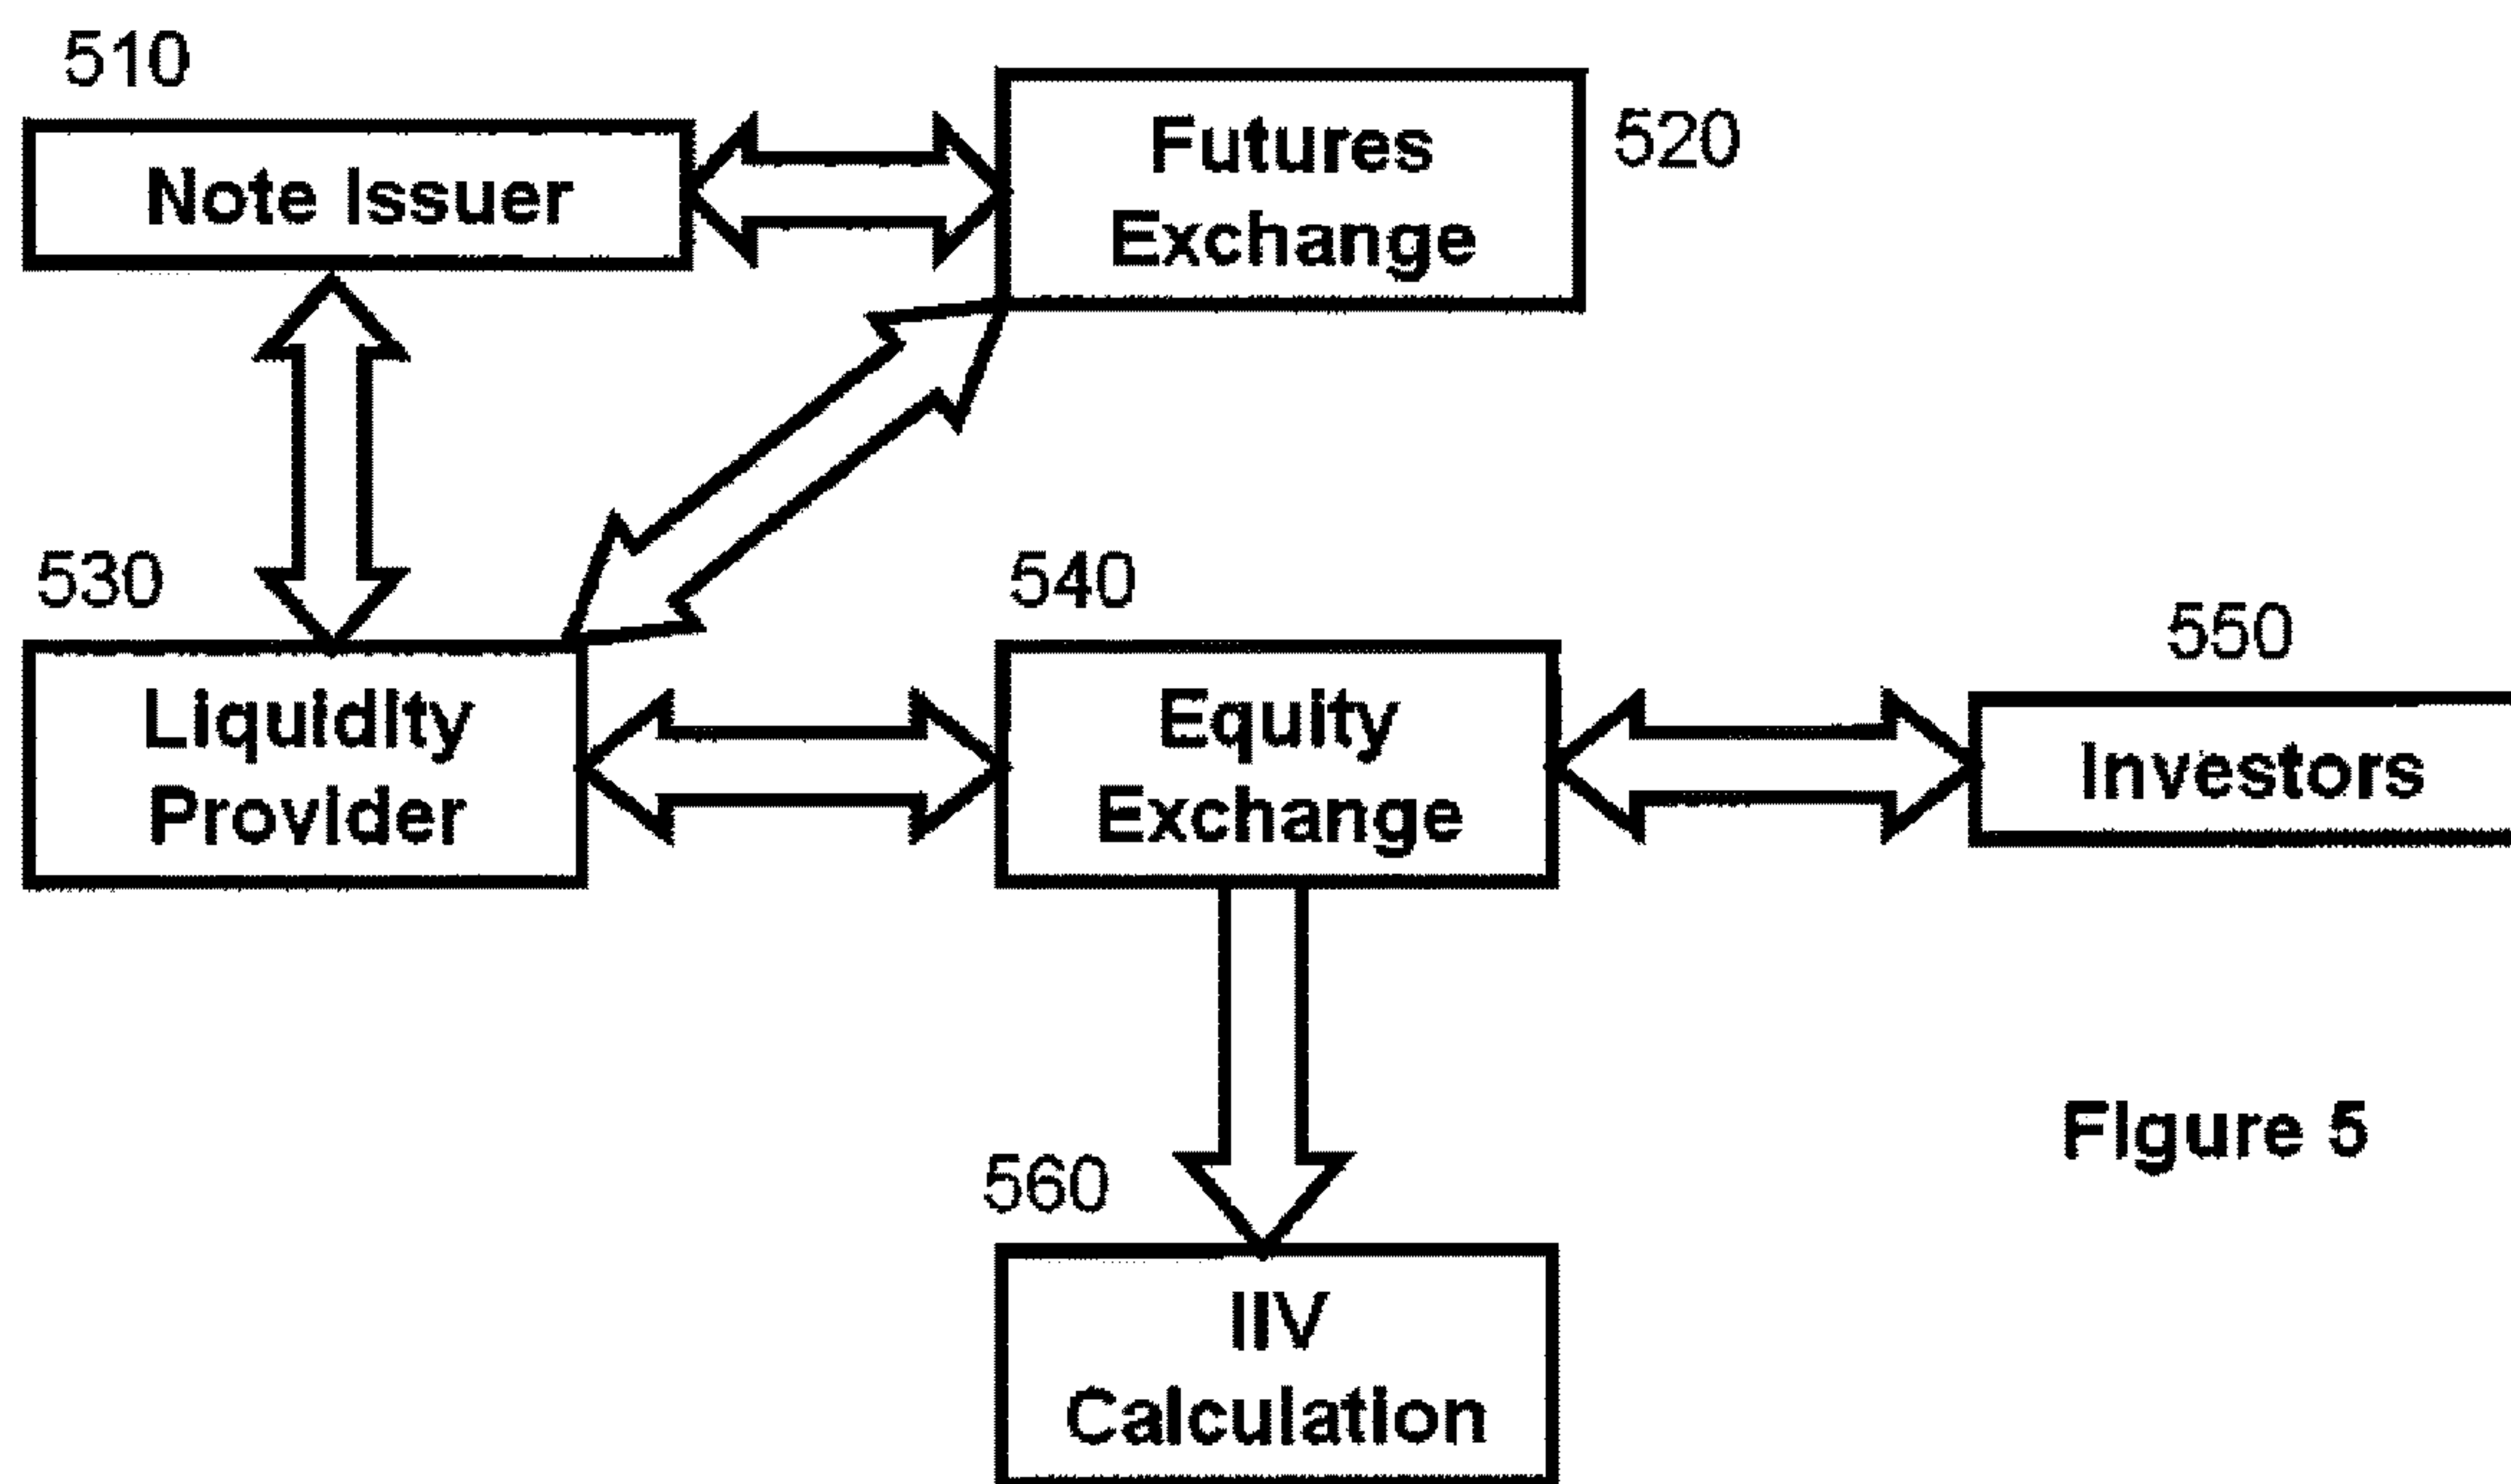 510
Note Issuer
Futures
Exchange
520
530
Liquidity
Provider
540
Equity
Exchange
550
Investors
Figure 5
560
IIV
Calculation